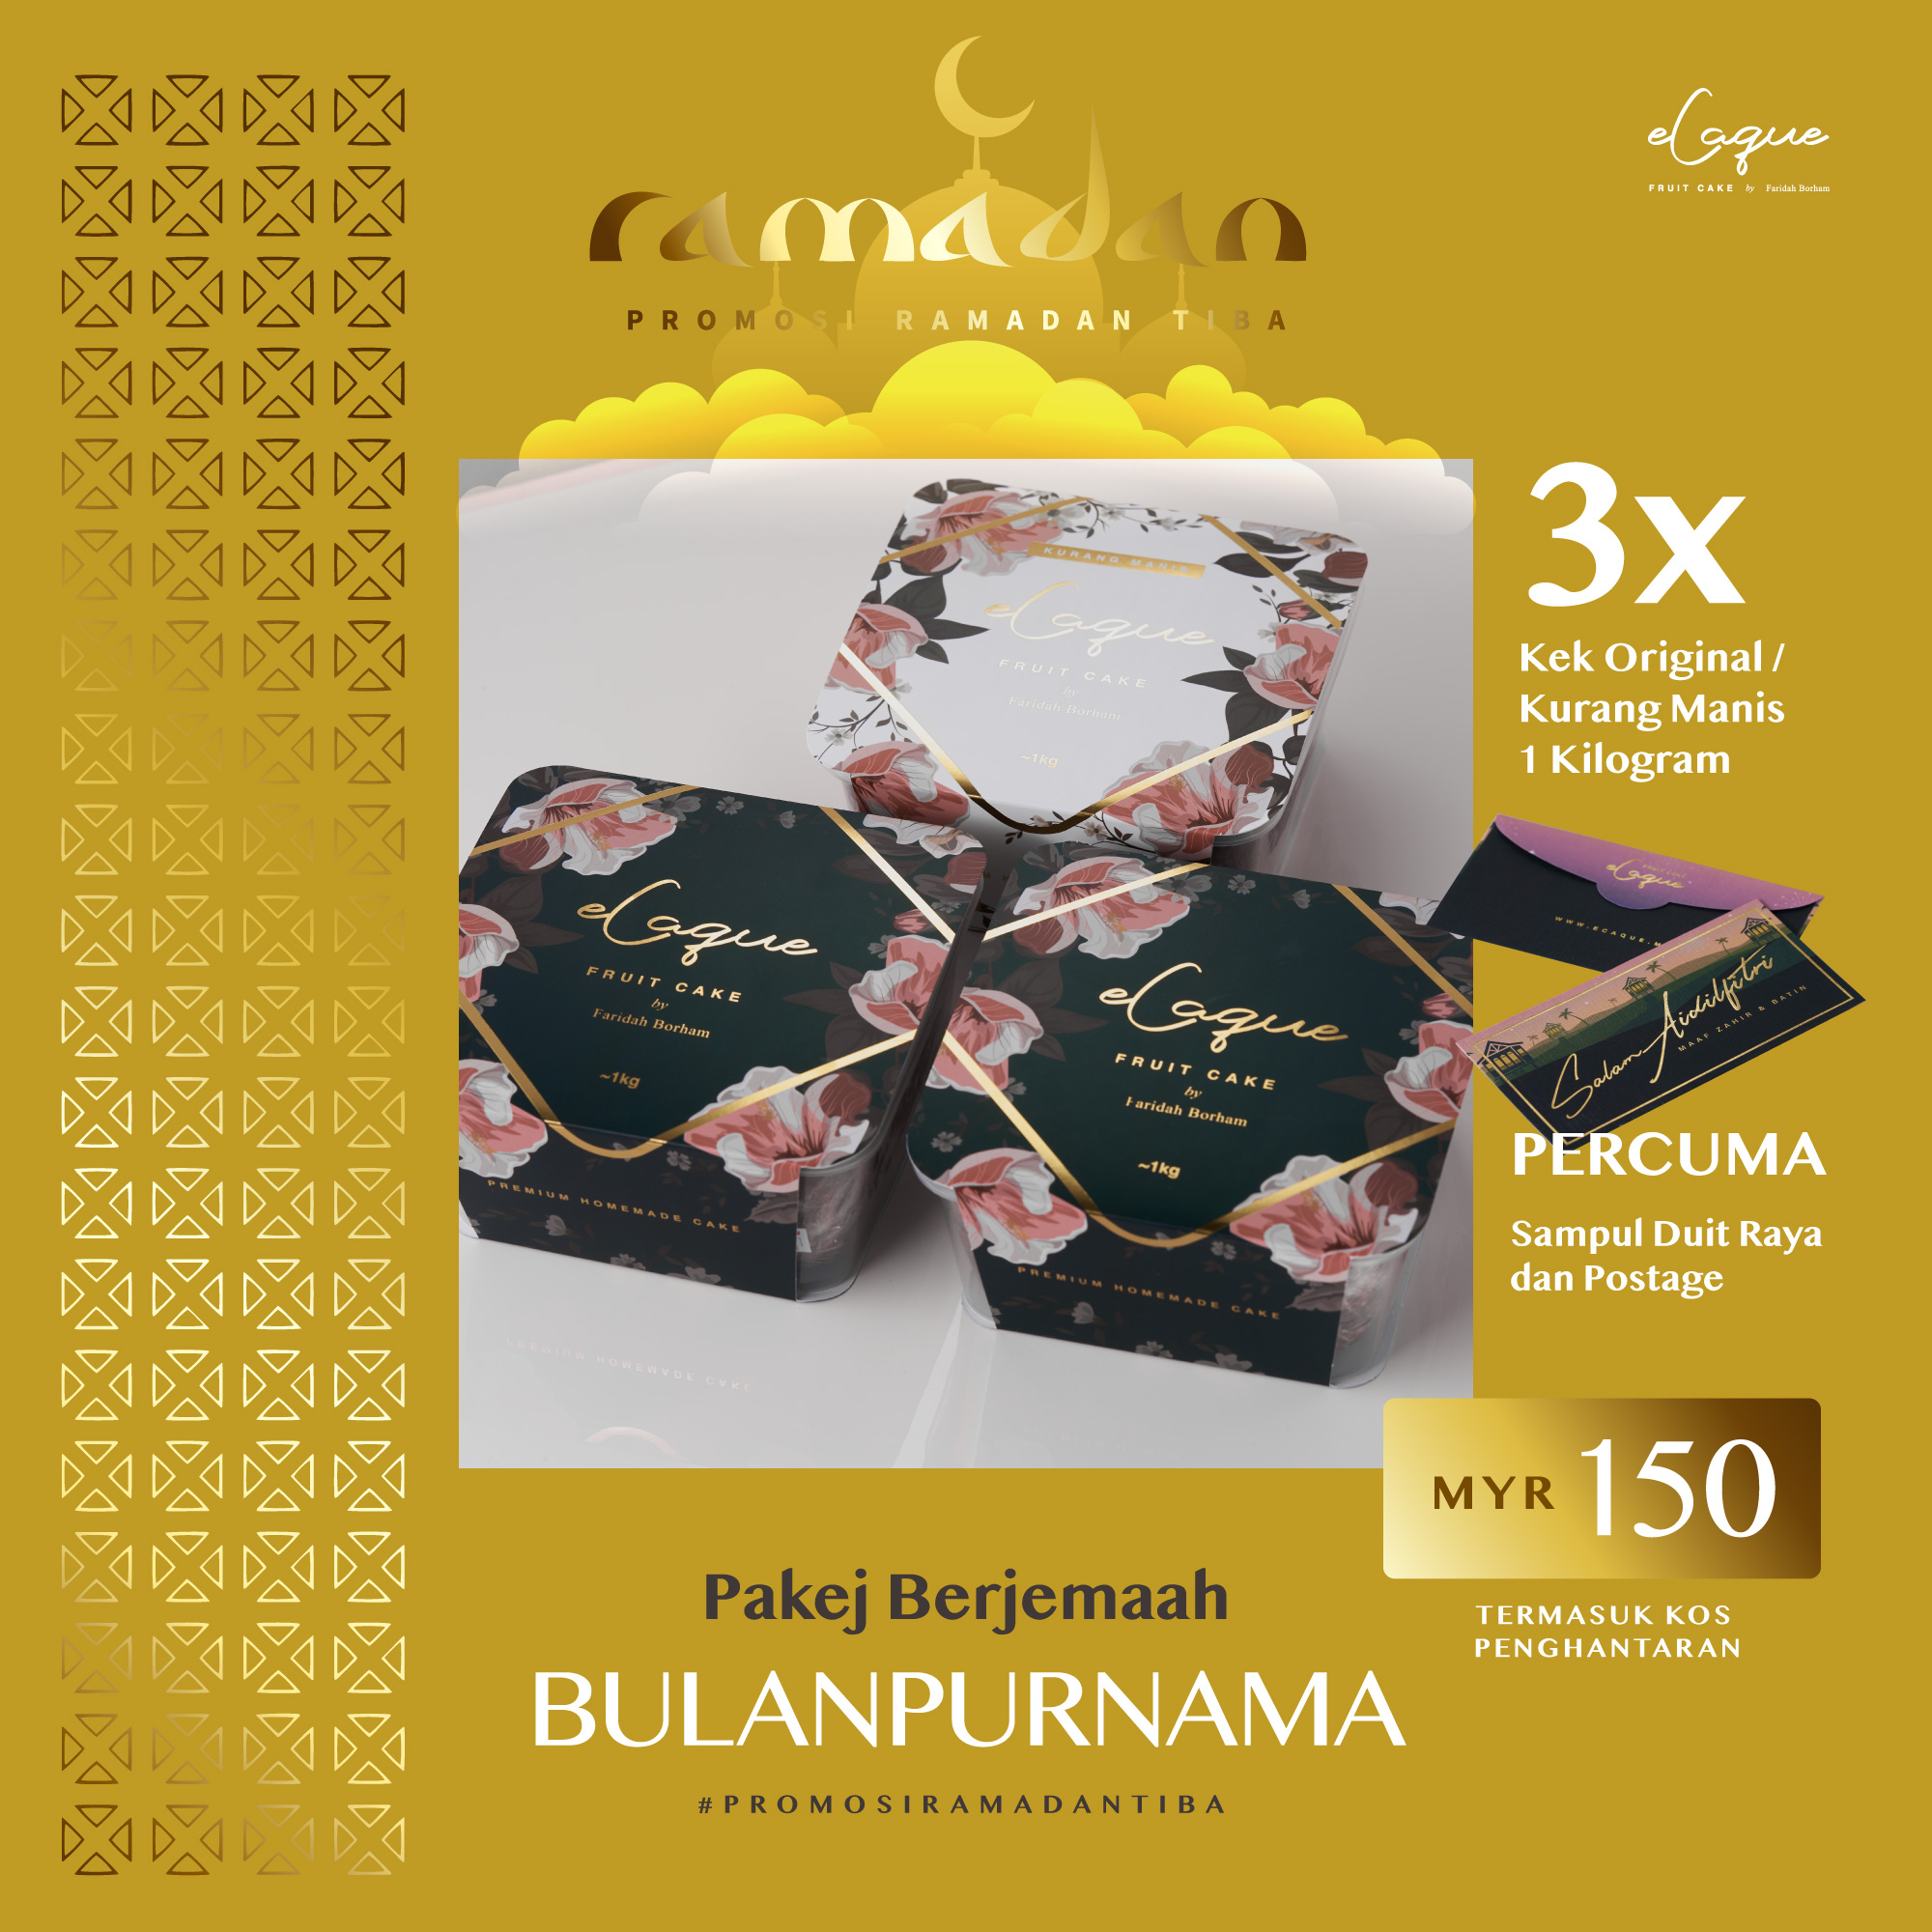 eCaque
FRUIT CAKE by Faridah Borham
ramadan
PROMOSI RAMADAN TIBA
3x
Kek Original /
Kurang Manis
1 Kilogram
KURANG MANIS
eCaque
FRUIT CAKE
by
Faridah Borham
~1kg
eCaque
FRUIT CAKE
by
Faridah Borham
~1kg
PREMIUM HOMEMADE CAKE
eCaque
FRUIT CAKE
by
Faridah Borham
~1kg
PREMIUM HOMEMADE CAKE
eCaque
Salam Aidilfitri
MAAF ZAHIR & BATIN
PERCUMA
Sampul Duit Raya
dan Postage
MYR 150
TERMASUK KOS
PENGHANTARAN
Pakej Berjemaah
BULANPURNAMA
#PROMOSIRAMADANTIBA